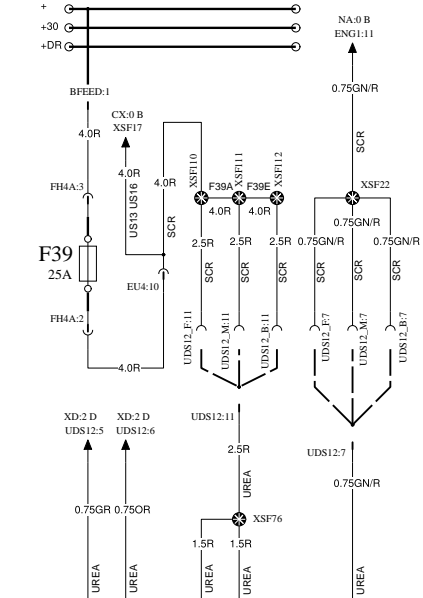 +
+30
+DR
NA:0 B
ENG1:11
BFEED:1
0.75GN/R
CX:0 B
XSF17
4.0R
SCR
FH4A:3
4.0R
US13 US16
4.0R
SCR
XSF110
F39A
XSF111
F39E
XSF112
4.0R
4.0R
XSF22
0.75GN/R
2.5R
2.5R
2.5R
0.75GN/R
0.75GN/R
F39
25A
SCR
SCR
SCR
SCR
SCR
SCR
EU4:10
FH4A:2
UDS12_F:11
UDS12_M:11
UDS12_B:11
UDS12_F:7
UDS12_M:7
UDS12_B:7
4.0R
XD:2 D
UDS12:5
XD:2 D
UDS12:6
UDS12:11
UDS12:7
2.5R
UREA
0.75GN/R
0.75GR
0.75OR
XSF76
1.5R
1.5R
UREA
UREA
UREA
UREA
UREA